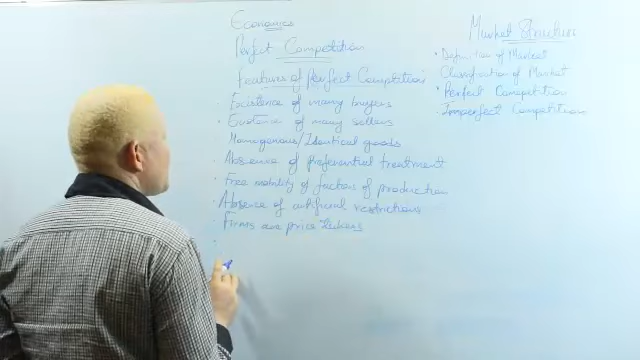 Economics
Perfect Competition
Features of Perfect Competition
Existence of many buyers
Existence of many sellers
Homogenous/Identical goods
Absence of preferential treatment
Free mobility of factors of production
Absence of artificial restrictions
Firms are price takers
Market Structure
Definition of Market
Classification of Market
Perfect Competition
Imperfect Competition